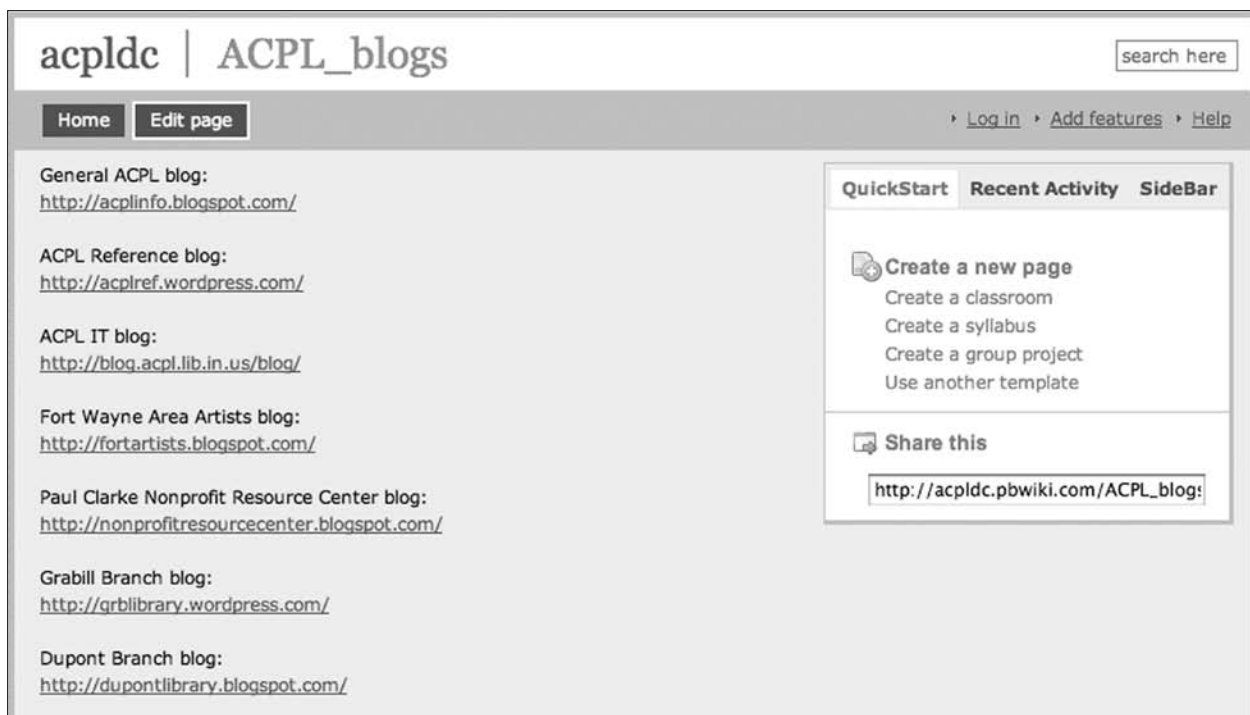 acpldc | ACPL_blogs
search here
Home Edit page
Log in Add features Help
General ACPL blog:
http://acplinfo.blogspot.com/
ACPL Reference blog:
http://acplref.wordpress.com/
ACPL IT blog:
http://blog.acpl.lib.in.us/blog/
Fort Wayne Area Artists blog:
http://fortartists.blogspot.com/
Paul Clarke Nonprofit Resource Center blog:
http://nonprofitresourcecenter.blogspot.com/
Grabill Branch blog:
http://grblibrary.wordpress.com/
Dupont Branch blog:
http://dupontlibrary.blogspot.com/
QuickStart Recent Activity SideBar
Create a new page
Create a classroom
Create a syllabus
Create a group project
Use another template
Share this
http://acpldc.pbwiki.com/ACPL_blogs